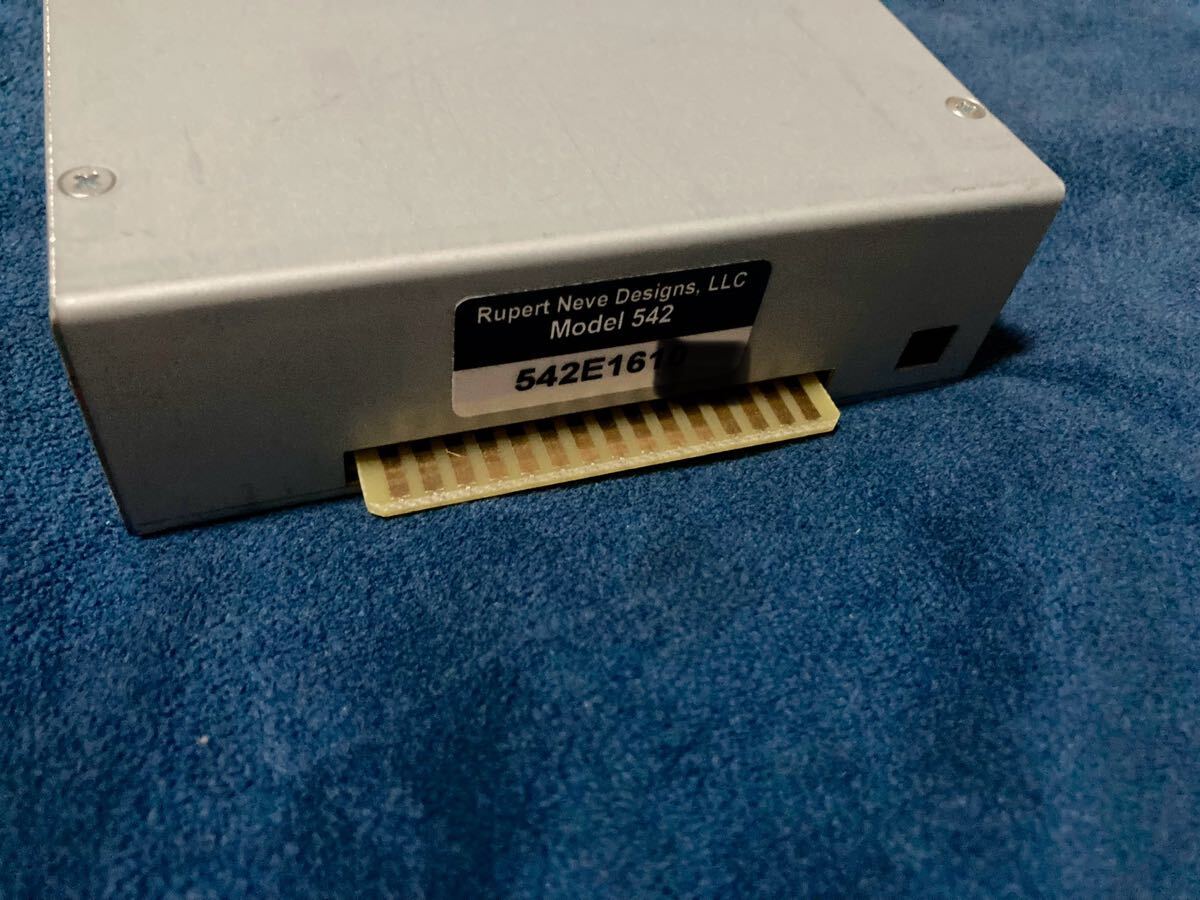 Rupert Neve Designs, LLC
Model 542
542E161